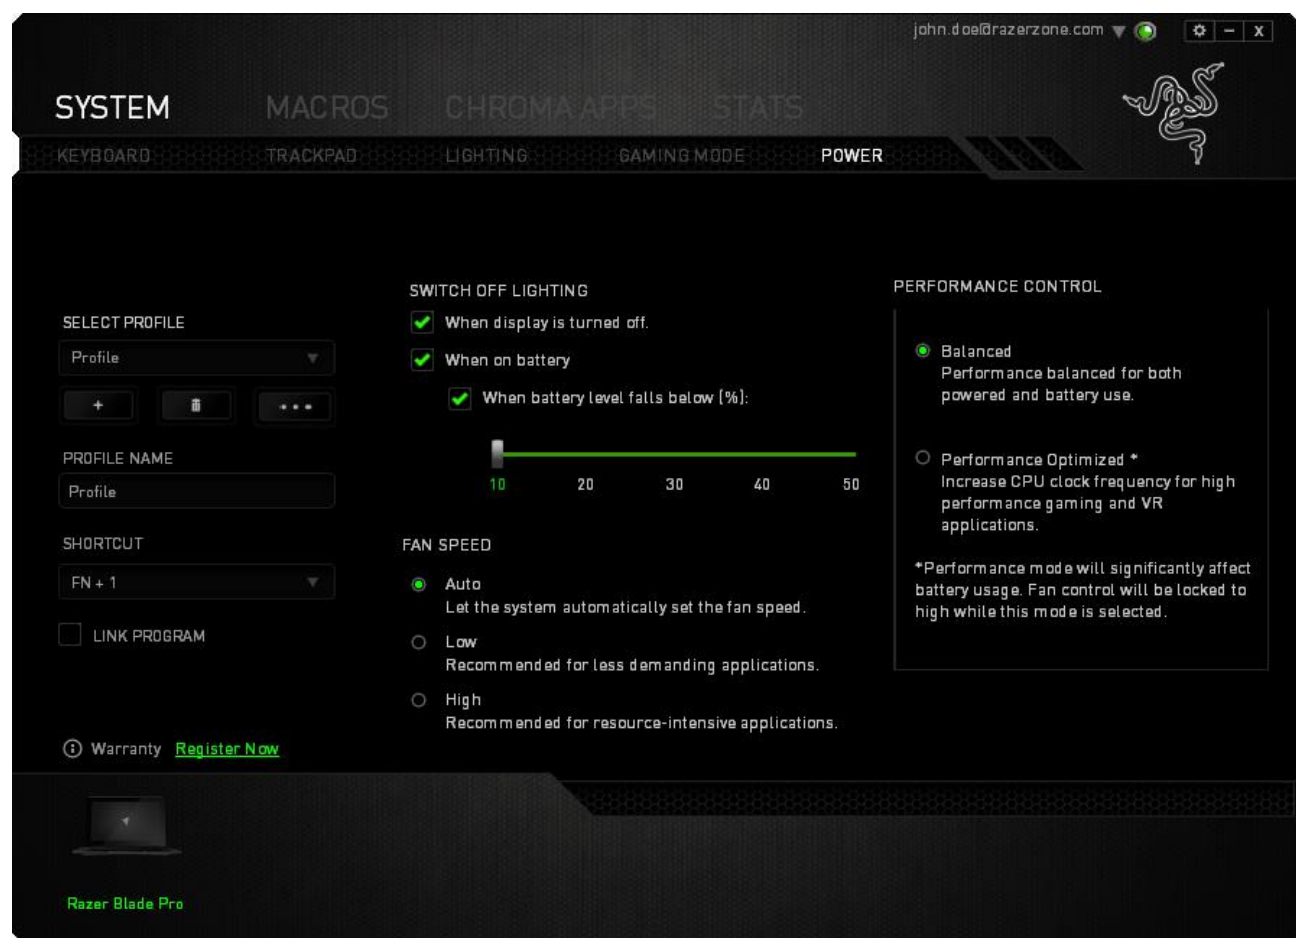 john.doe@razerzone.com
X
SYSTEM MACROS CHROMA APPS STATS
KEYBOARD TRACKPAD LIGHTING GAMING MODE POWER
SELECT PROFILE
Profile
PROFILE NAME
Profile
SHORTCUT
FN + 1
LINK PROGRAM
Warranty Register Now
SWITCH OFF LIGHTING
When display is turned off.
When on battery
When battery level falls below (%):
10 20 30 40 50
FAN SPEED
Auto
Let the system automatically set the fan speed.
Low
Recommended for less demanding applications.
High
Recommended for resource-intensive applications.
PERFORMANCE CONTROL
Balanced
Performance balanced for both
powered and battery use.
Performance Optimized *
Increase CPU clock frequency for high
performance gaming and VR
applications.
*Performance mode will significantly affect
battery usage. Fan control will be locked to
high while this mode is selected.
Razer Blade Pro